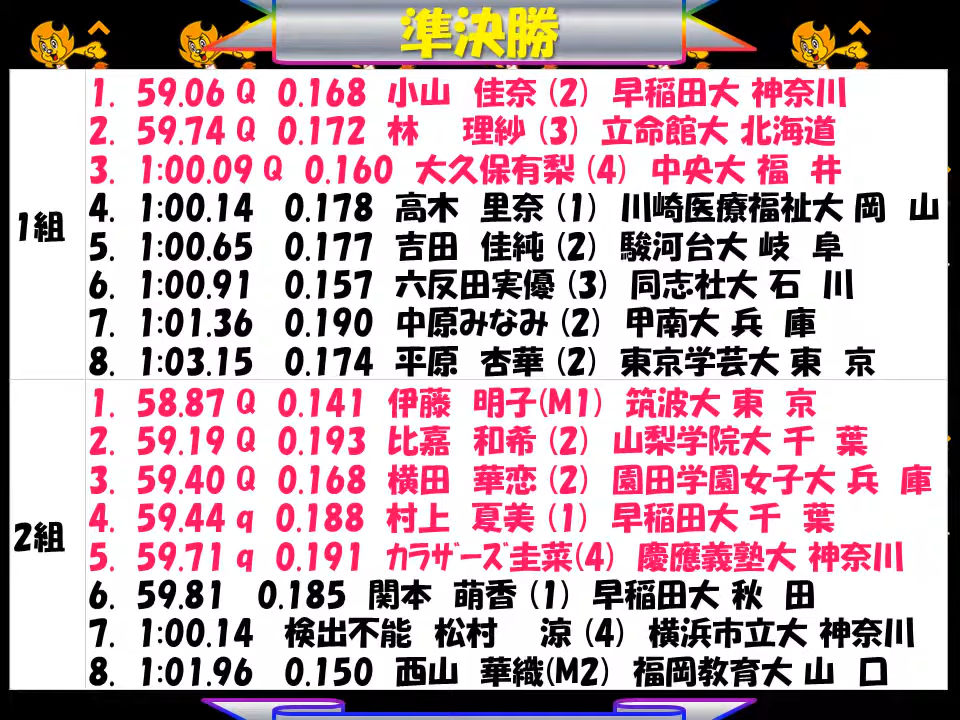 準決勝
1組
1. 59.06 Q 0.168 小山 佳奈 (2) 早稲田大 神奈川
2. 59.74 Q 0.172 林 理紗 (3) 立命館大 北海道
3. 1:00.09 Q 0.160 大久保有梨 (4) 中央大 福 井
4. 1:00.14 0.178 高木 里奈 (1) 川崎医療福祉大 岡 山
5. 1:00.65 0.177 吉田 佳純 (2) 駿河台大 岐 阜
6. 1:00.91 0.157 六反田実優 (3) 同志社大 石 川
7. 1:01.36 0.190 中原みなみ (2) 甲南大 兵 庫
8. 1:03.15 0.174 平原 杏華 (2) 東京学芸大 東 京
2組
1. 58.87 Q 0.141 伊藤 明子(M1) 筑波大 東 京
2. 59.19 Q 0.193 比嘉 和希 (2) 山梨学院大 千 葉
3. 59.40 Q 0.168 横田 華恋 (2) 園田学園女子大 兵 庫
4. 59.44 q 0.188 村上 夏美 (1) 早稲田大 千 葉
5. 59.71 q 0.191 ｶﾗｻﾞｰｽﾞ圭菜(4) 慶應義塾大 神奈川
6. 59.81 0.185 関本 萌香 (1) 早稲田大 秋 田
7. 1:00.14 検出不能 松村 涼 (4) 横浜市立大 神奈川
8. 1:01.96 0.150 西山 華織(M2) 福岡教育大 山 口